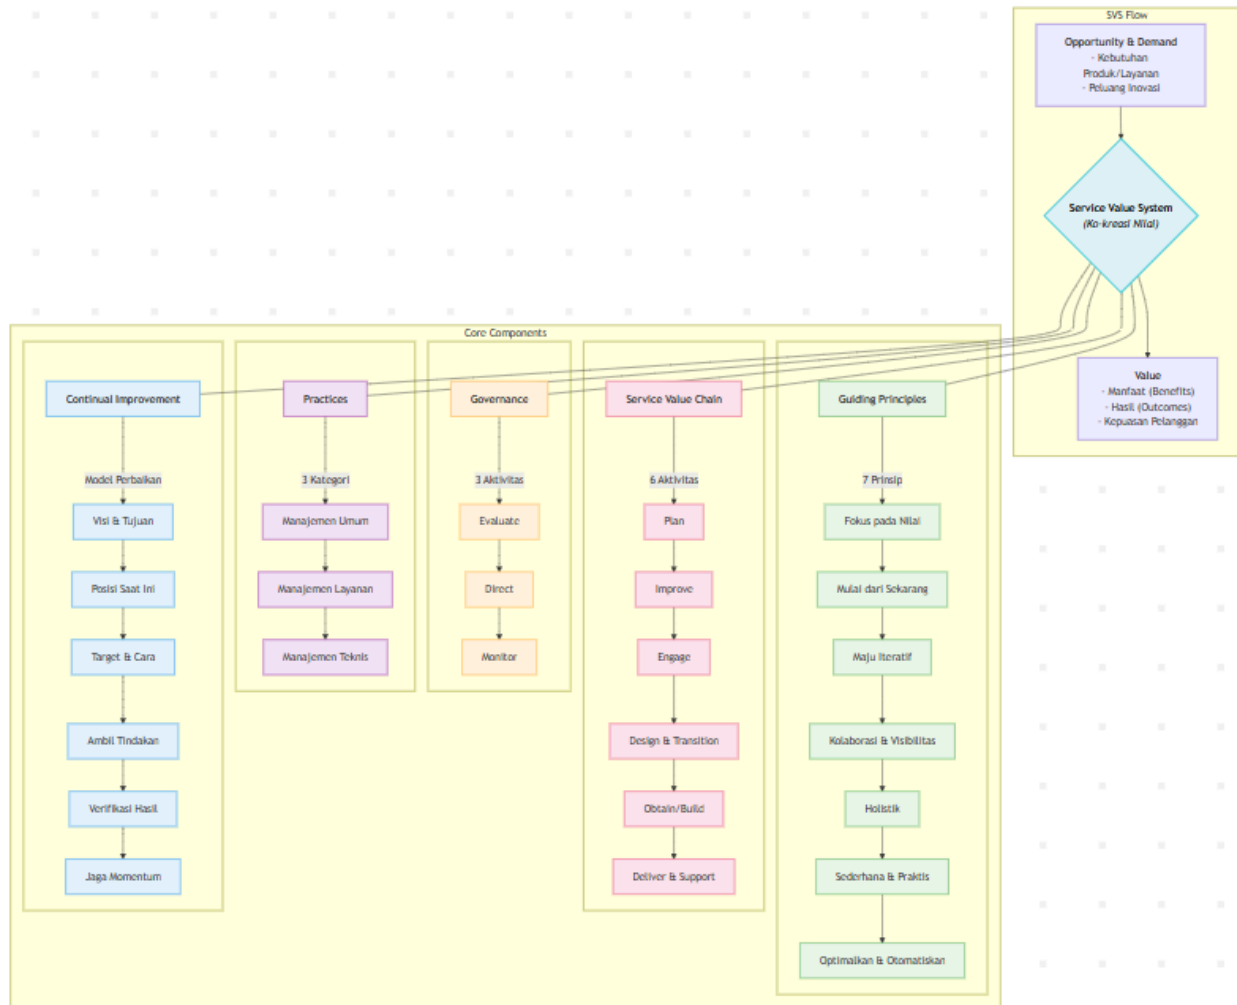 SVS Flow
Opportunity & Demand
- Kebutuhan
Produk/Layanan
- Peluang Inovasi
Service Value System
(Ko-kreasi Nilai)
Value
- Manfaat (Benefits)
- Hasil (Outcomes)
- Kepuasan Pelanggan
Core Components
Continual Improvement
Model Perbaikan
Visi & Tujuan
Posisi Saat Ini
Target & Cara
Ambil Tindakan
Verifikasi Hasil
Jaga Momentum
Practices
3 Kategori
Manajemen Umum
Manajemen Layanan
Manajemen Teknis
Governance
3 Aktivitas
Evaluate
Direct
Monitor
Service Value Chain
6 Aktivitas
Plan
Improve
Engage
Design & Transition
Obtain/Build
Deliver & Support
Guiding Principles
7 Prinsip
Fokus pada Nilai
Mulai dari Sekarang
Maju Iteratif
Kolaborasi & Visibilitas
Holistik
Sederhana & Praktis
Optimalkan & Otomatiskan